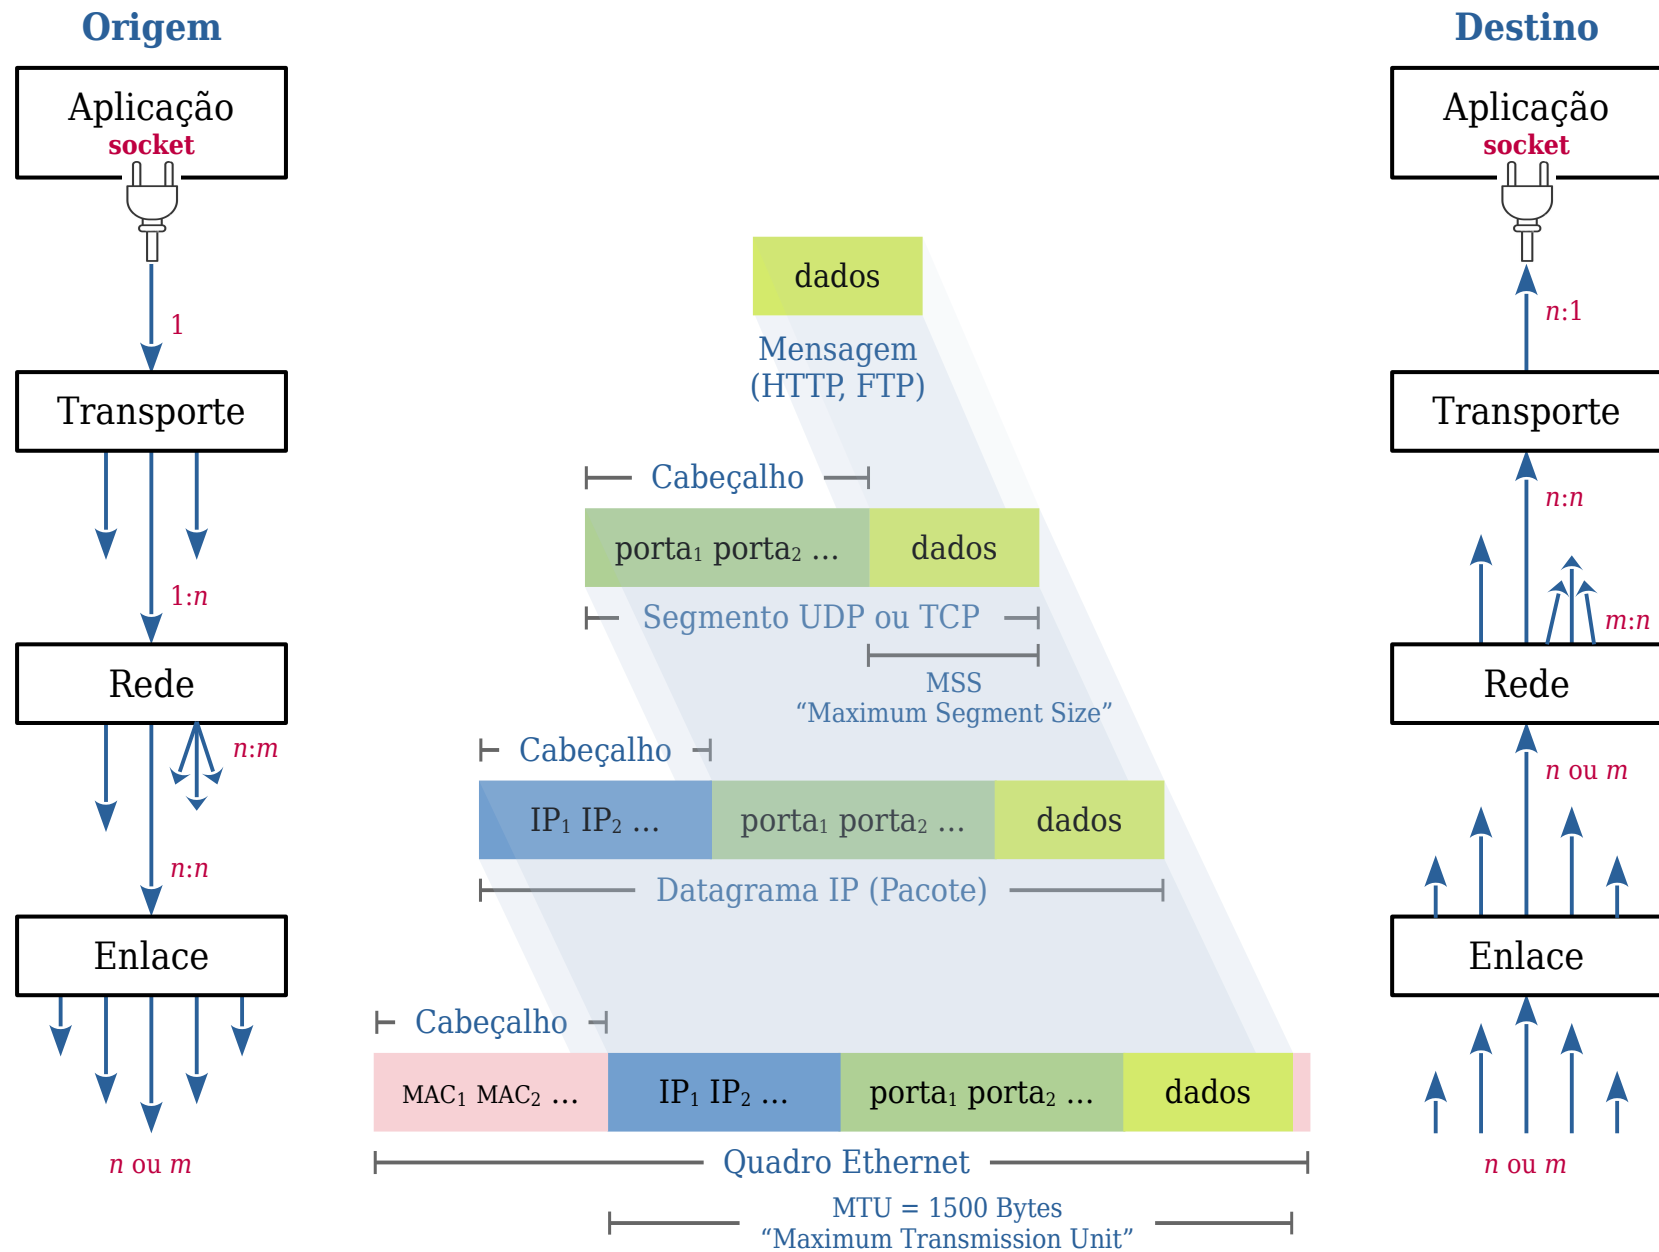 Origem
Aplicação
socket
1
Transporte
1:n
Rede
n:m
n:n
Enlace
n ou m
dados
Mensagem
(HTTP, FTP)
Cabeçalho
porta₁ porta₂ ... dados
Segmento UDP ou TCP
MSS
“Maximum Segment Size”
Cabeçalho
IP₁ IP₂ ... porta₁ porta₂ ... dados
Datagrama IP (Pacote)
Cabeçalho
MAC₁ MAC₂ ... IP₁ IP₂ ... porta₁ porta₂ ... dados
Quadro Ethernet
MTU = 1500 Bytes
“Maximum Transmission Unit”
Destino
Aplicação
socket
n:1
Transporte
n:n
m:n
Rede
n ou m
Enlace
n ou m